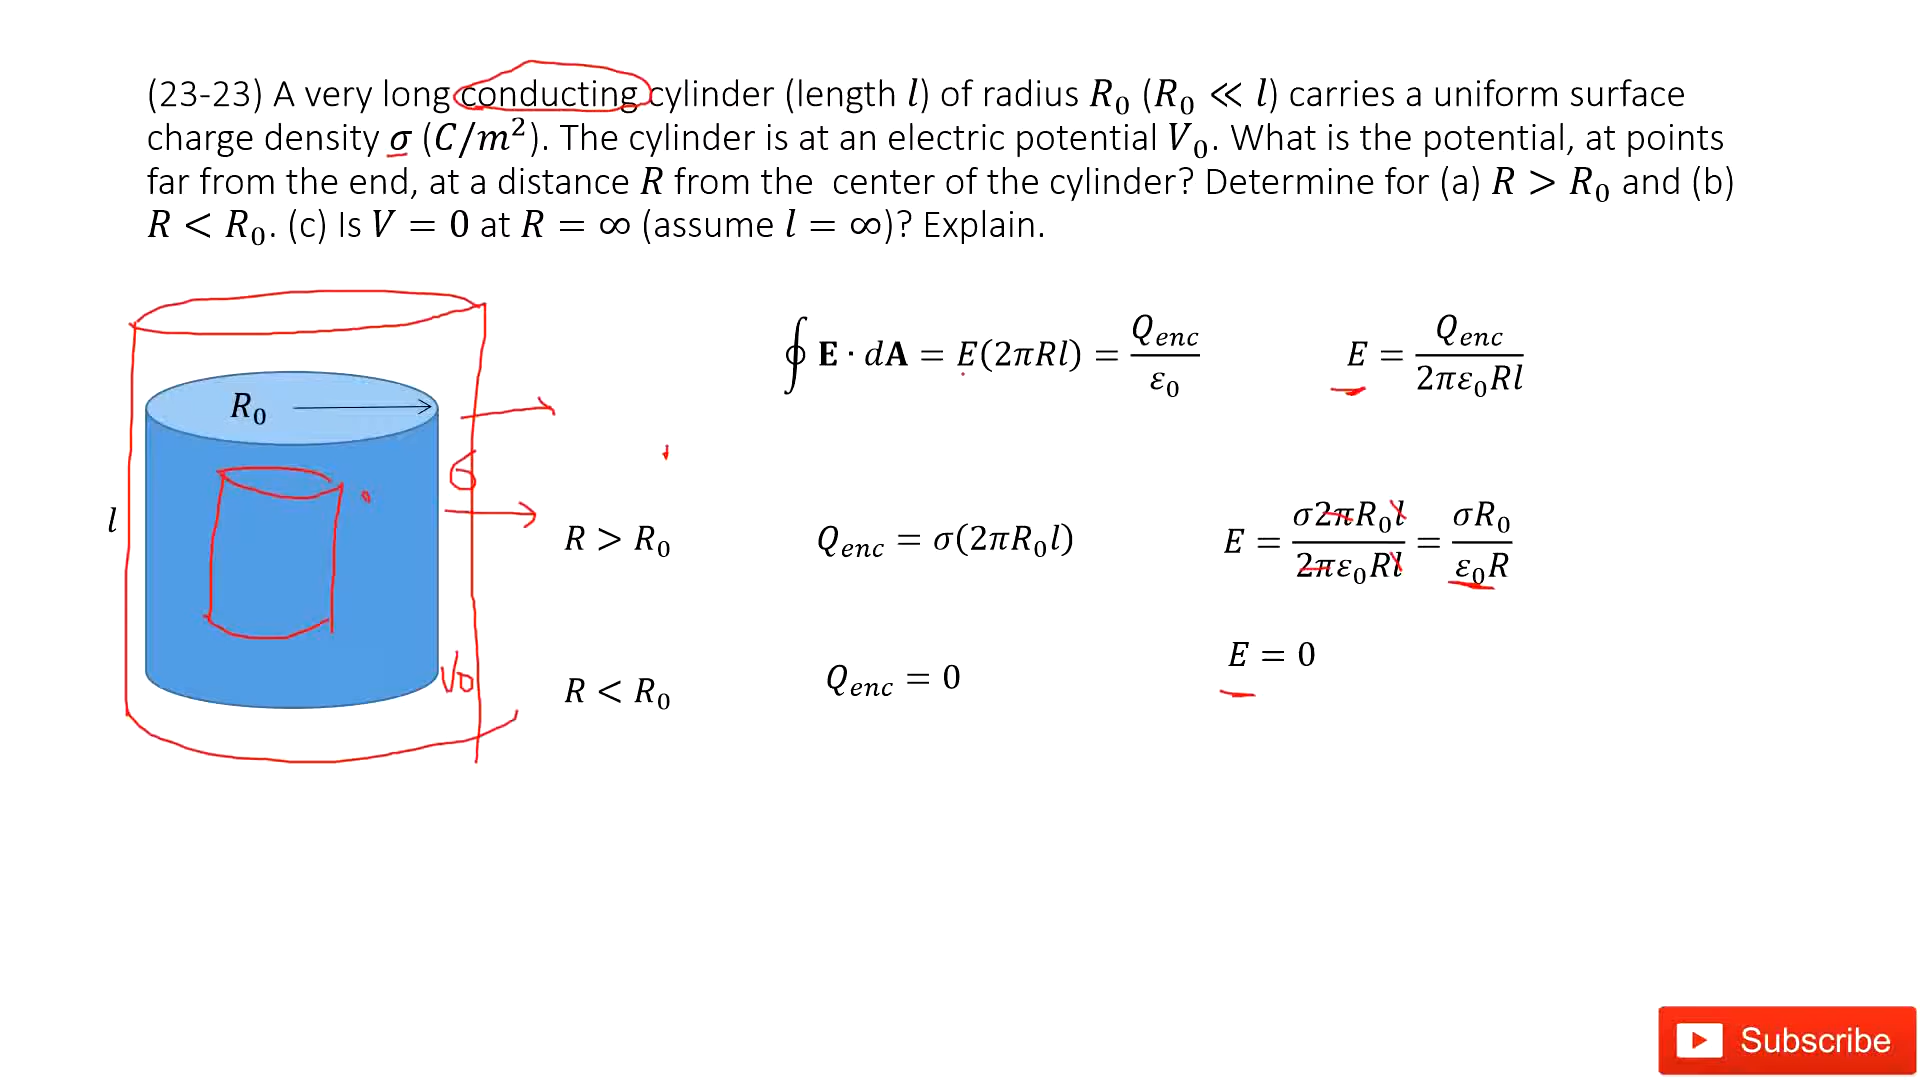 (23-23) A very long conducting cylinder (length l) of radius R₀ (R₀ ≪ l) carries a uniform surface
charge density σ (C/m²). The cylinder is at an electric potential V₀. What is the potential, at points
far from the end, at a distance R from the center of the cylinder? Determine for (a) R > R₀ and (b)
R < R₀. (c) Is V = 0 at R = ∞ (assume l = ∞)? Explain.
∮ E · dA = E(2πRl) = Q_enc/ε₀
E = Q_enc/(2πε₀Rl)
R₀
σ
l
R > R₀
Q_enc = σ(2πR₀l)
E = σ2πR₀l/(2πε₀Rl) = σR₀/(ε₀R)
V₀
R < R₀
Q_enc = 0
E = 0
Subscribe